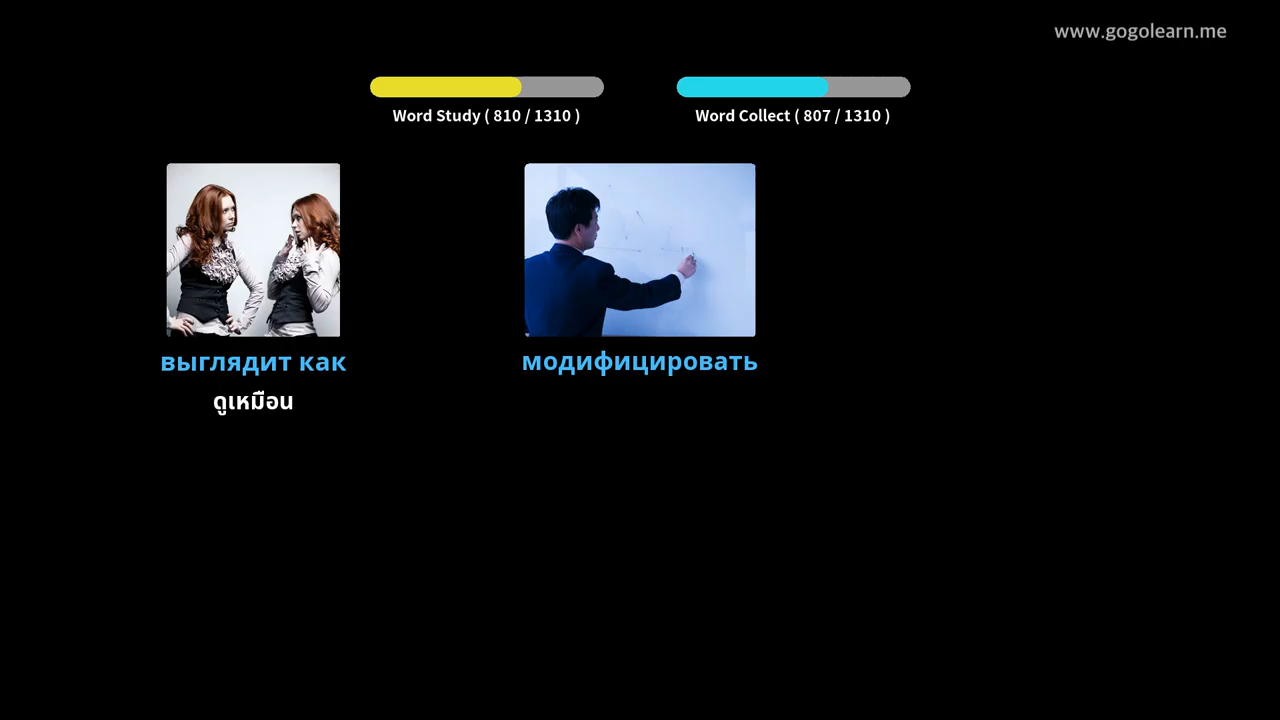 www.gogolearn.me
Word Study ( 810 / 1310 )
Word Collect ( 807 / 1310 )
выглядит как
модифицировать
ดูเหมือน